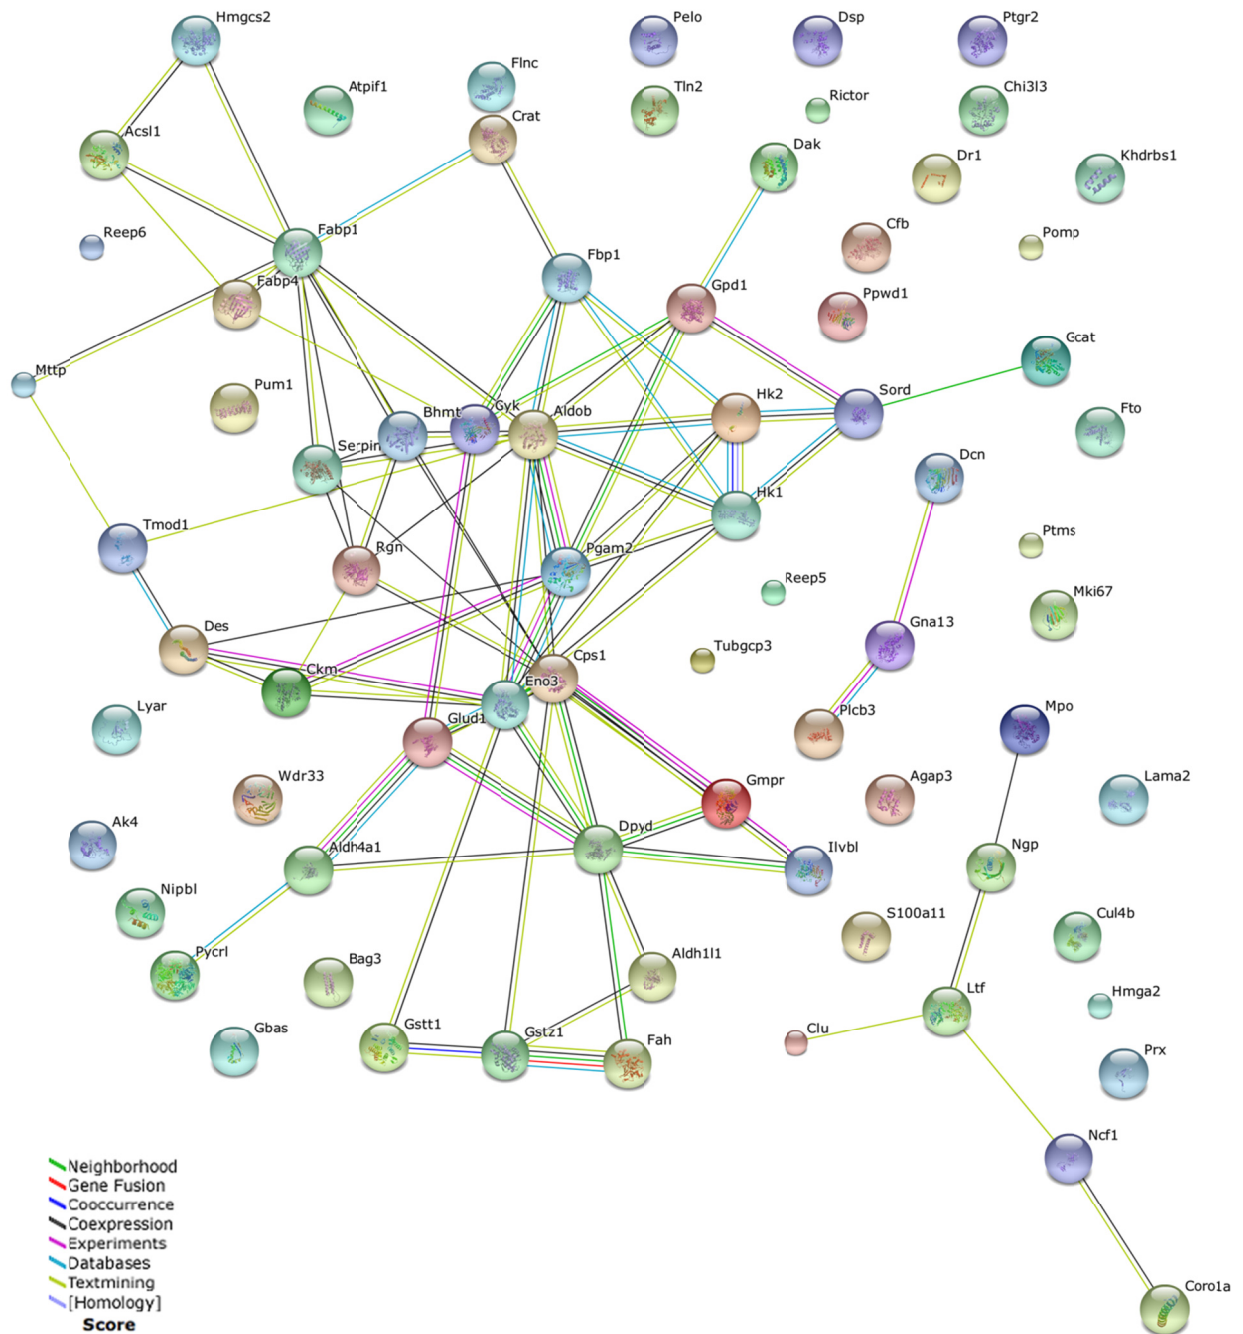 Hmgcs2
Pelo
Dsp
Ptgr2
Flnc
Atpif1
Tln2
Rictor
Chi3l3
Acsl1
Crat
Dak
Dr1
Khdrbs1
Reep6
Fabp1
Cfb
Pomp
Fbp1
Fabp4
Gpd1
Ppwd1
Gcat
Mttp
Pum1
Bhmt
Gyk
Aldob
Hk2
Sord
Fto
Serpin
Dcn
Hk1
Tmod1
Rgn
Pgam2
Ptms
Reep5
Mki67
Des
Gna13
Ckm
Cps1
Tubgcp3
Eno3
Lyar
Glud1
Plcb3
Mpo
Wdr33
Gmpr
Agap3
Lama2
Ak4
Aldh4a1
Dpyd
Ilvbl
Ngp
Nipbl
S100a11
Cul4b
Pycrl
Bag3
Aldh1l1
Ltf
Hmga2
Gbas
Gstt1
Gstz1
Fah
Clu
Prx
Ncf1
Neighborhood
Gene Fusion
Cooccurrence
Coexpression
Experiments
Databases
Textmining
[Homology]
Score
Coro1a